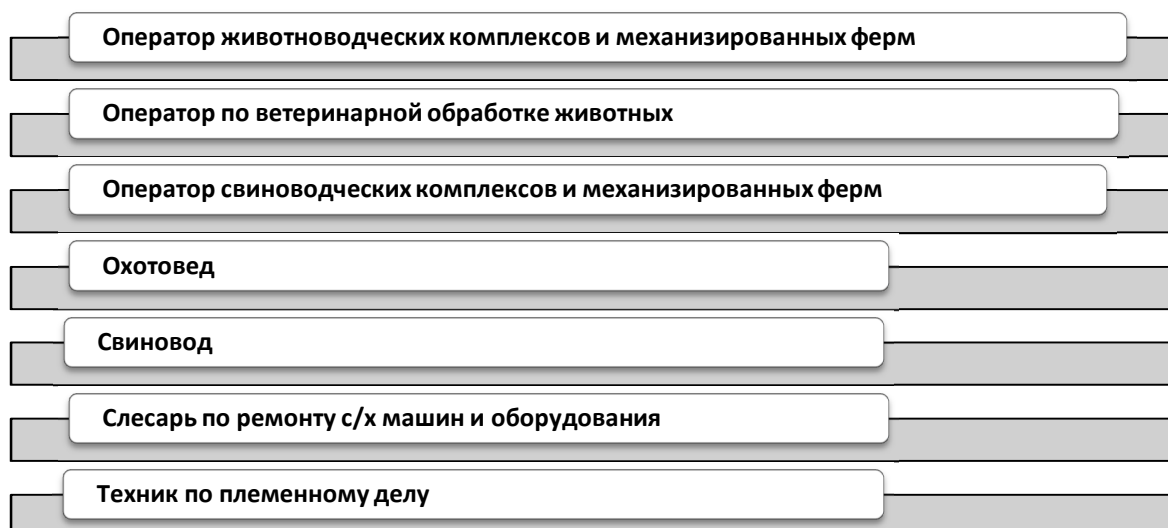 Оператор животноводческих комплексов и механизированных ферм
Оператор по ветеринарной обработке животных
Оператор свиноводческих комплексов и механизированных ферм
Охотовед
Свиновод
Слесарь по ремонту с/х машин и оборудования
Техник по племенному делу